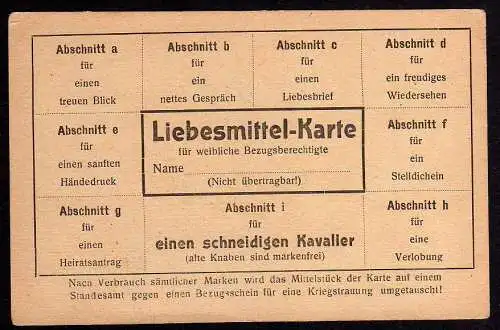 Abschnitt a
für
einen
treuen Blick
Abschnitt b
für
ein
nettes Gespräch
Abschnitt c
für
einen
Liebesbrief
Abschnitt d
für
ein freudiges
Wiedersehen
Abschnitt e
für
einen sanften
Händedruck
Liebesmittel-Karte
für weibliche Bezugsberechtigte
Name
(Nicht übertragbar!)
Abschnitt f
für
ein
Stelldichein
Abschnitt g
für
einen
Heiratsantrag
Abschnitt i
für
einen schneidigen Kavalier
(alte Knaben sind markenfrei)
Abschnitt h
für
eine
Verlobung
Nach Verbrauch sämtlicher Marken wird das Mittelstück der Karte auf einem
Standesamt gegen einen Bezugsschein für eine Kriegstrauung umgetauscht!